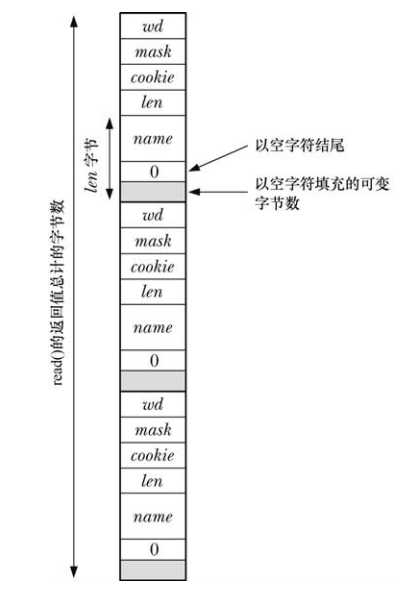 wd
mask
cookie
len
name
0
len 字节
以空字符结尾
以空字符填充的可变
字节数
read()的返回值总计的字节数
wd
mask
cookie
len
name
0
wd
mask
cookie
len
name
0